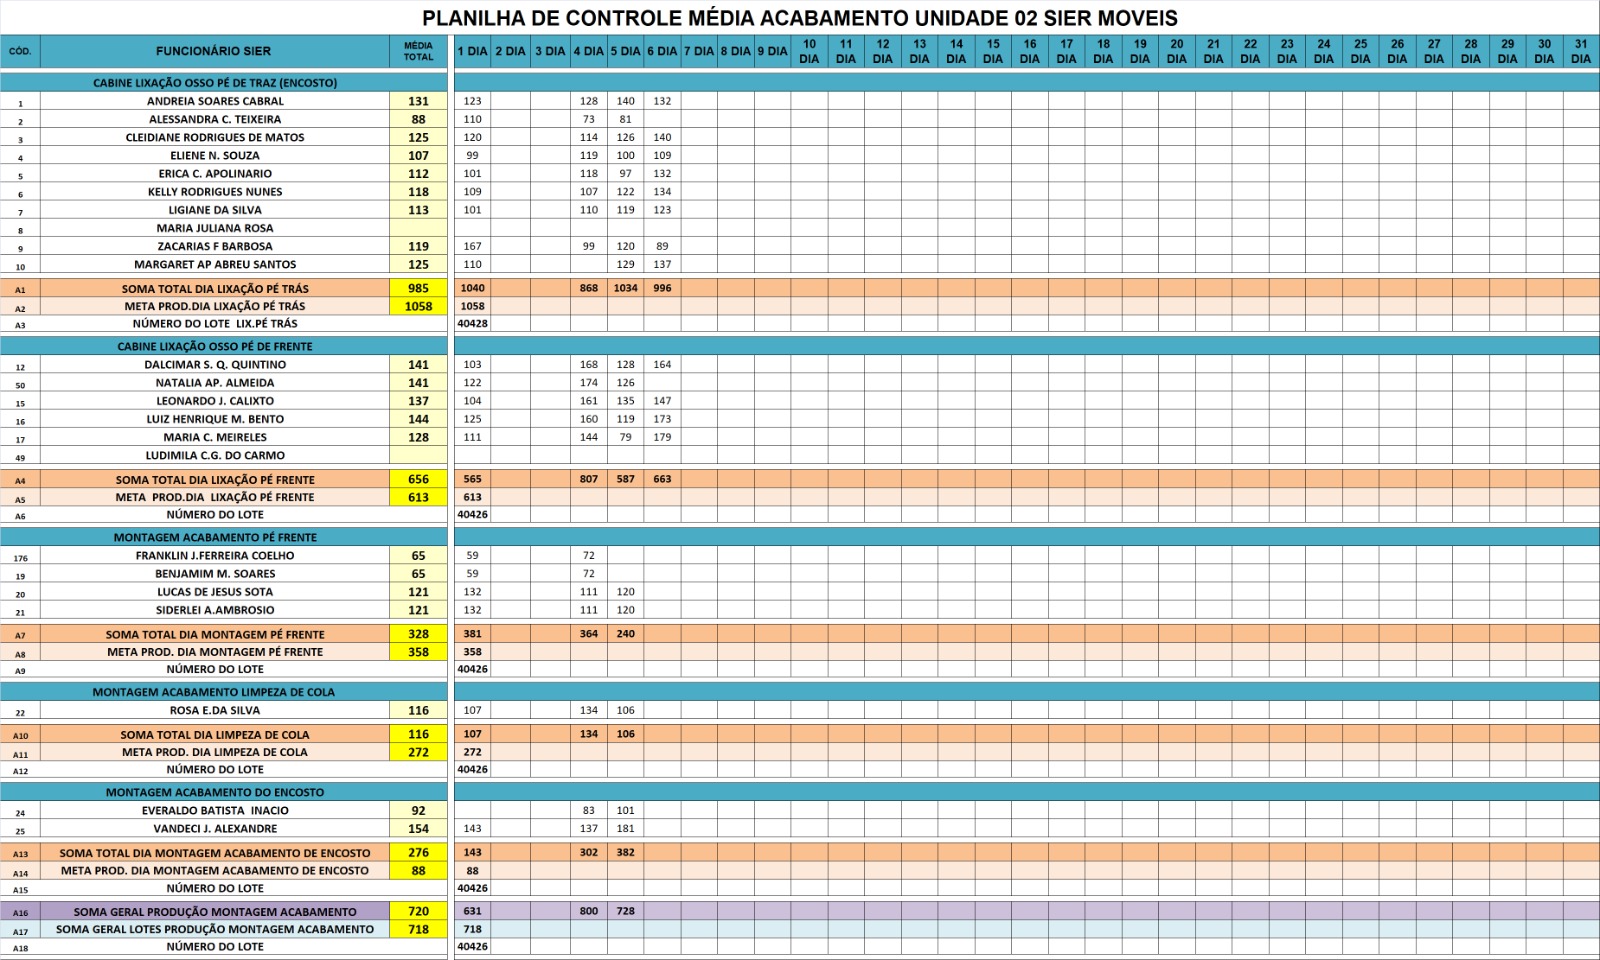 PLANILHA DE CONTROLE MÉDIA ACABAMENTO UNIDADE 02 SIER MOVEIS
CÓD. FUNCIONÁRIO SIER MÉDIA TOTAL 1 DIA 2 DIA 3 DIA 4 DIA 5 DIA 6 DIA 7 DIA 8 DIA 9 DIA 10 DIA 11 DIA 12 DIA 13 DIA 14 DIA 15 DIA 16 DIA 17 DIA 18 DIA 19 DIA 20 DIA 21 DIA 22 DIA 23 DIA 24 DIA 25 DIA 26 DIA 27 DIA 28 DIA 29 DIA 30 DIA 31 DIA
CABINE LIXAÇÃO OSSO PÉ DE TRAZ (ENCOSTO)
1 ANDREIA SOARES CABRAL 131 123 128 140 132
2 ALESSANDRA C. TEIXEIRA 88 110 73 81
3 CLEIDIANE RODRIGUES DE MATOS 125 120 114 126 140
4 ELIENE N. SOUZA 107 99 119 100 109
5 ERICA C. APOLINARIO 112 101 118 97 132
6 KELLY RODRIGUES NUNES 118 109 107 122 134
7 LIGIANE DA SILVA 113 101 110 119 123
8 MARIA JULIANA ROSA
9 ZACARIAS F BARBOSA 119 167 99 120 89
10 MARGARET AP ABREU SANTOS 125 110 129 137
A1 SOMA TOTAL DIA LIXAÇÃO PÉ TRÁS 985 1040 868 1034 996
A2 META PROD.DIA LIXAÇÃO PÉ TRÁS 1058 1058
A3 NÚMERO DO LOTE LIX.PÉ TRÁS 40428
CABINE LIXAÇÃO OSSO PÉ DE FRENTE
12 DALCIMAR S. Q. QUINTINO 141 103 168 128 164
50 NATALIA AP. ALMEIDA 141 122 174 126
15 LEONARDO J. CALIXTO 137 104 161 135 147
16 LUIZ HENRIQUE M. BENTO 144 125 160 119 173
17 MARIA C. MEIRELES 128 111 144 79 179
49 LUDIMILA C.G. DO CARMO
A4 SOMA TOTAL DIA LIXAÇÃO PÉ FRENTE 656 565 807 587 663
A5 META PROD.DIA LIXAÇÃO PÉ FRENTE 613 613
A6 NÚMERO DO LOTE 40426
MONTAGEM ACABAMENTO PÉ FRENTE
176 FRANKLIN J.FERREIRA COELHO 65 59 72
19 BENJAMIM M. SOARES 65 59 72
20 LUCAS DE JESUS SOTA 121 132 111 120
21 SIDERLEI A.AMBROSIO 121 132 111 120
A7 SOMA TOTAL DIA MONTAGEM PÉ FRENTE 328 381 364 240
A8 META PROD. DIA MONTAGEM PÉ FRENTE 358 358
A9 NÚMERO DO LOTE 40426
MONTAGEM ACABAMENTO LIMPEZA DE COLA
22 ROSA E.DA SILVA 116 107 134 106
A10 SOMA TOTAL DIA LIMPEZA DE COLA 116 107 134 106
A11 META PROD. DIA LIMPEZA DE COLA 272 272
A12 NÚMERO DO LOTE 40426
MONTAGEM ACABAMENTO DO ENCOSTO
24 EVERALDO BATISTA INACIO 92 83 101
25 VANDECI J. ALEXANDRE 154 143 137 181
A13 SOMA TOTAL DIA MONTAGEM ACABAMENTO DE ENCOSTO 276 143 302 382
A14 META PROD. DIA MONTAGEM ACABAMENTO DE ENCOSTO 88 88
A15 NÚMERO DO LOTE 40426
A16 SOMA GERAL PRODUÇÃO MONTAGEM ACABAMENTO 720 631 800 728
A17 SOMA GERAL LOTES PRODUÇÃO MONTAGEM ACABAMENTO 718 718
A18 NÚMERO DO LOTE 40426